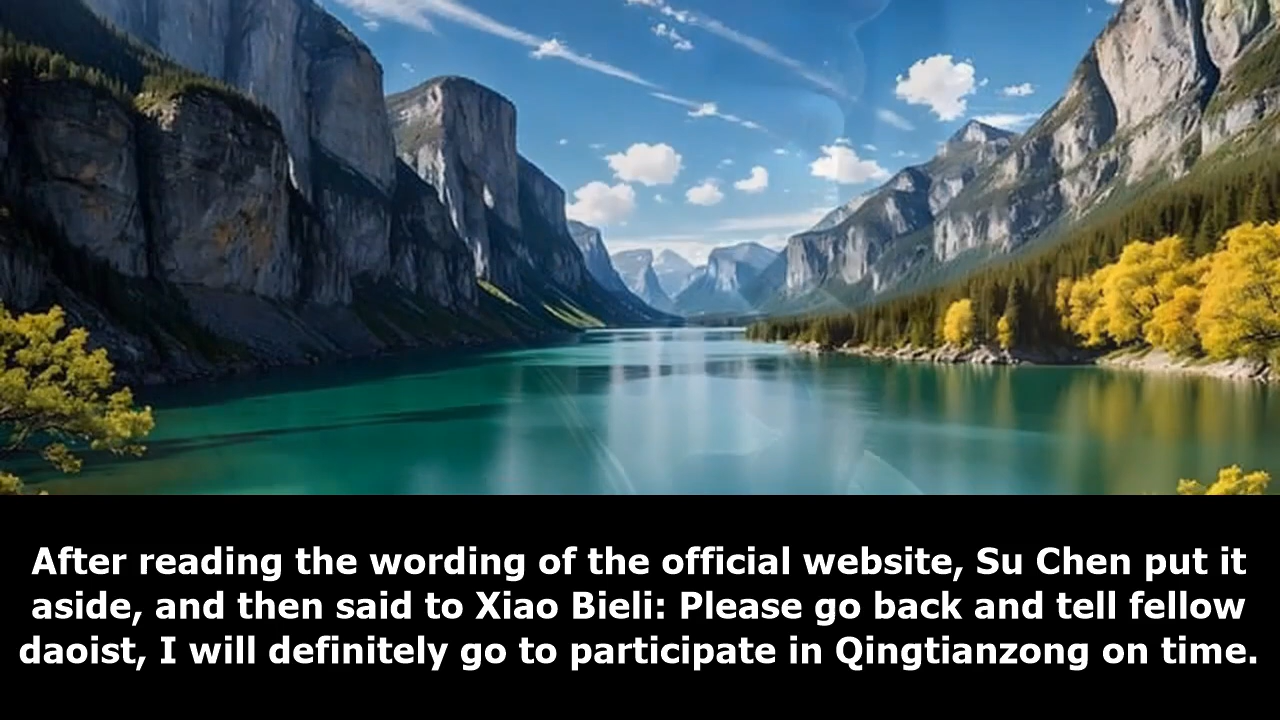 After reading the wording of the official website, Su Chen put it
aside, and then said to Xiao Bieli: Please go back and tell fellow
daoist, I will definitely go to participate in Qingtianzong on time.